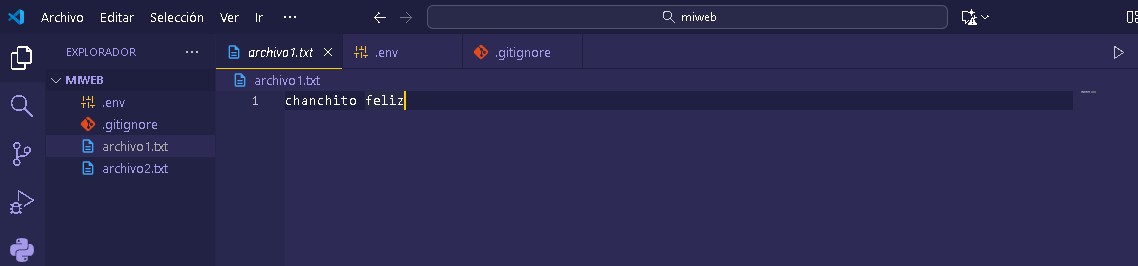 Archivo Editar Selección Ver Ir ··· miweb
EXPLORADOR ··· archivo1.txt .env .gitignore
MIWEB archivo1.txt
.env
.gitignore
archivo1.txt
archivo2.txt
1 chanchito feliz